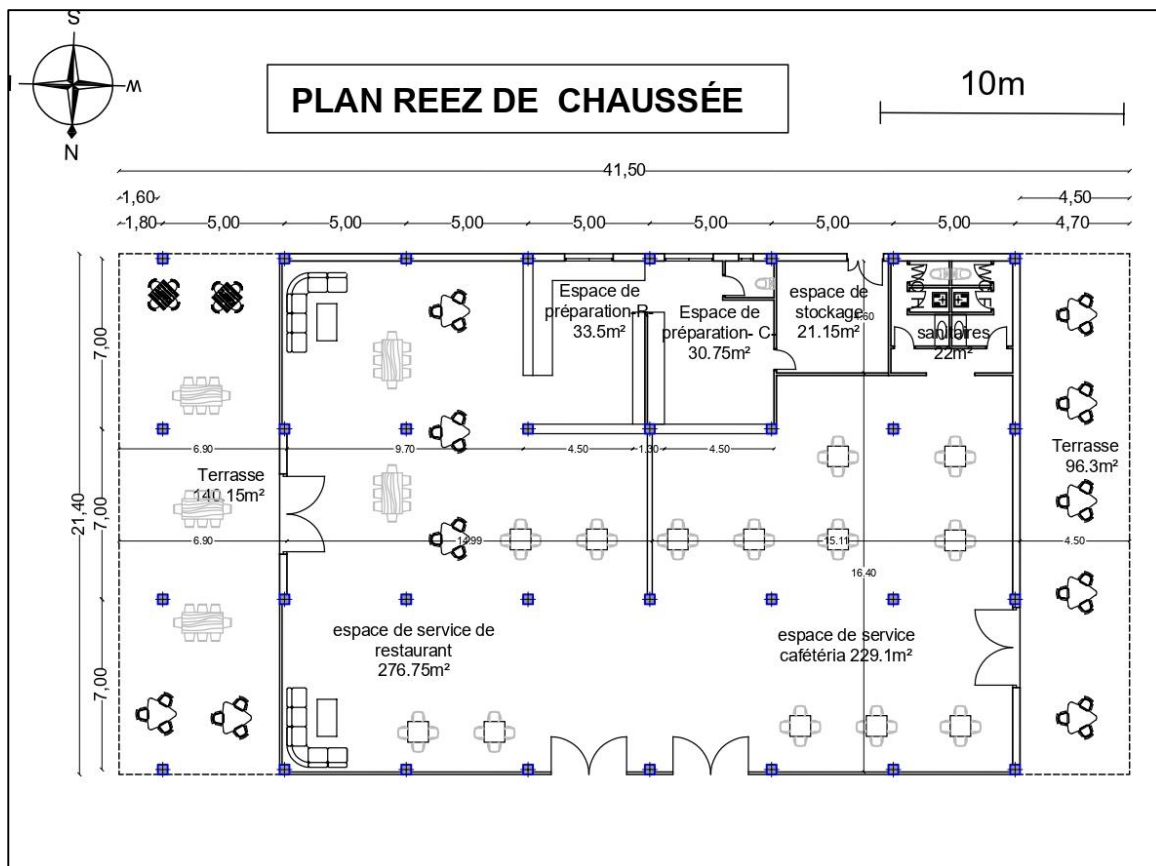 S
W
N
PLAN REEZ DE CHAUSSÉE
10m
41,50
1,60
4,50
1,80
5,00
5,00
5,00
5,00
5,00
5,00
4,70
21,40
7,00
7,00
7,00
Espace de
préparation-R
33.5m²
Espace de
préparation- C
30.75m²
espace de
stockage
21.15m²
4.60
sanitaires
22m²
6.90
9.70
4.50
1.30
4.50
Terrasse
140.15m²
Terrasse
96.3m²
6.90
14.99
15.11
4.50
16.40
espace de service de
restaurant
276.75m²
espace de service
cafétéria 229.1m²